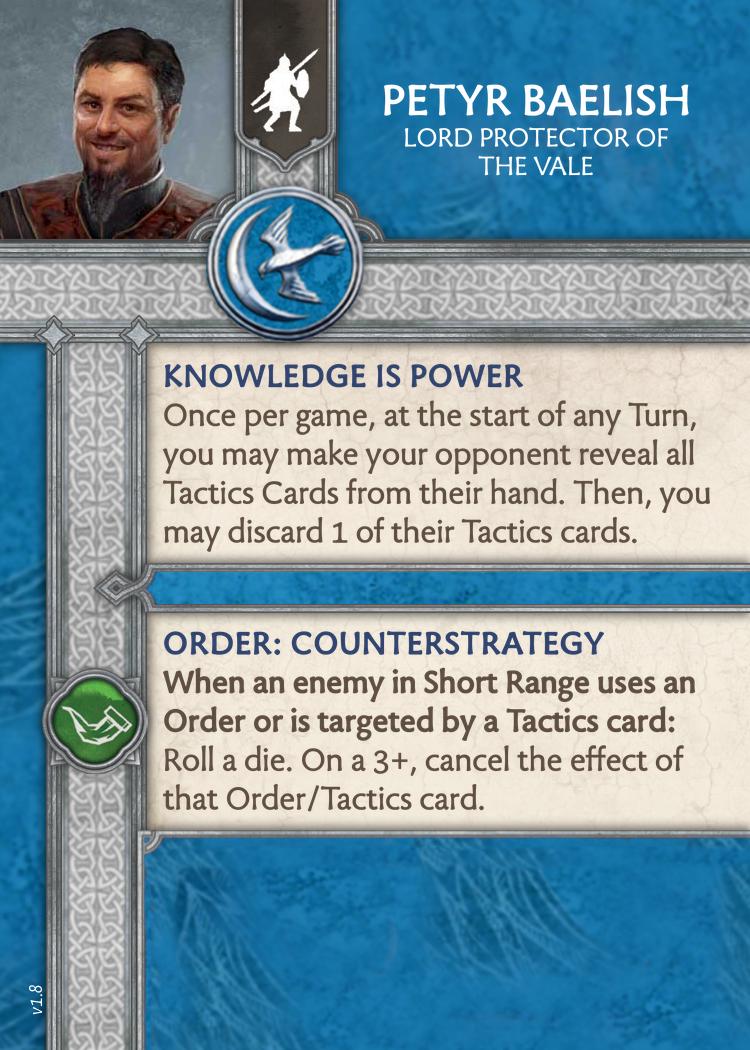 PETYR BAELISH
LORD PROTECTOR OF
THE VALE
KNOWLEDGE IS POWER
Once per game, at the start of any Turn,
you may make your opponent reveal all
Tactics Cards from their hand. Then, you
may discard 1 of their Tactics cards.
ORDER: COUNTERSTRATEGY
When an enemy in Short Range uses an
Order or is targeted by a Tactics card:
Roll a die. On a 3+, cancel the effect of
that Order/Tactics card.
v1.8